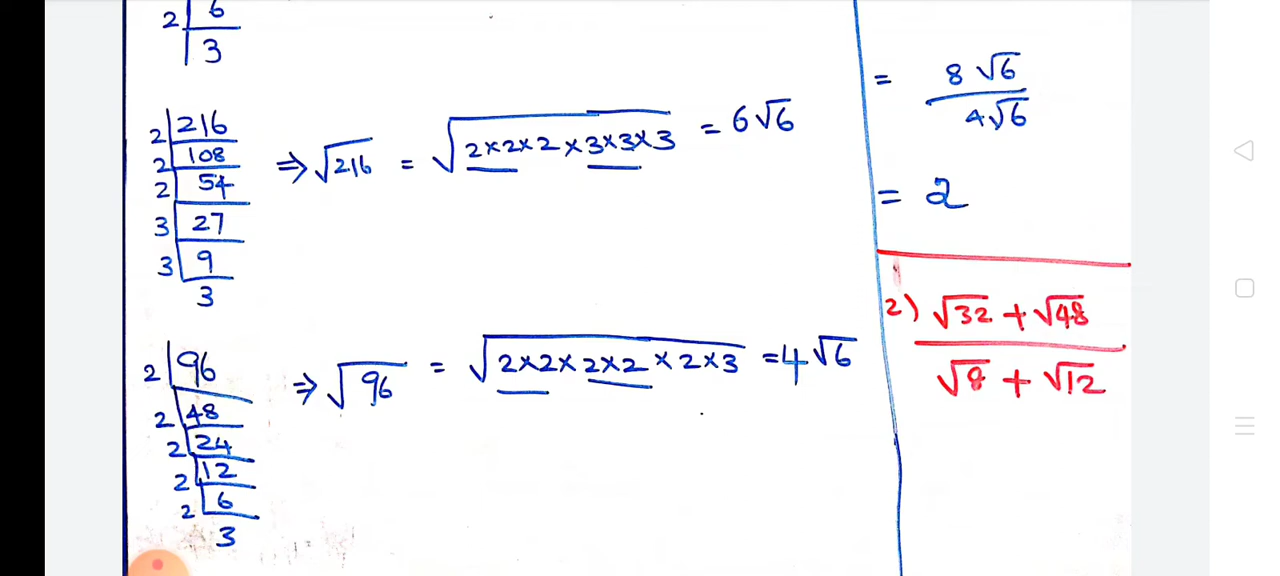 2 | 6
3
2 | 216
2 | 108
2 | 54
3 | 27
3 | 9
3
⇒ √216 = √2×2×2×3×3×3 = 6√6
2 | 96
2 | 48
2 | 24
2 | 12
2 | 6
3
⇒ √96 = √2×2×2×2×2×3 = 4√6
= 8√6 / 4√6
= 2
2) √32 + √48 / √8 + √12